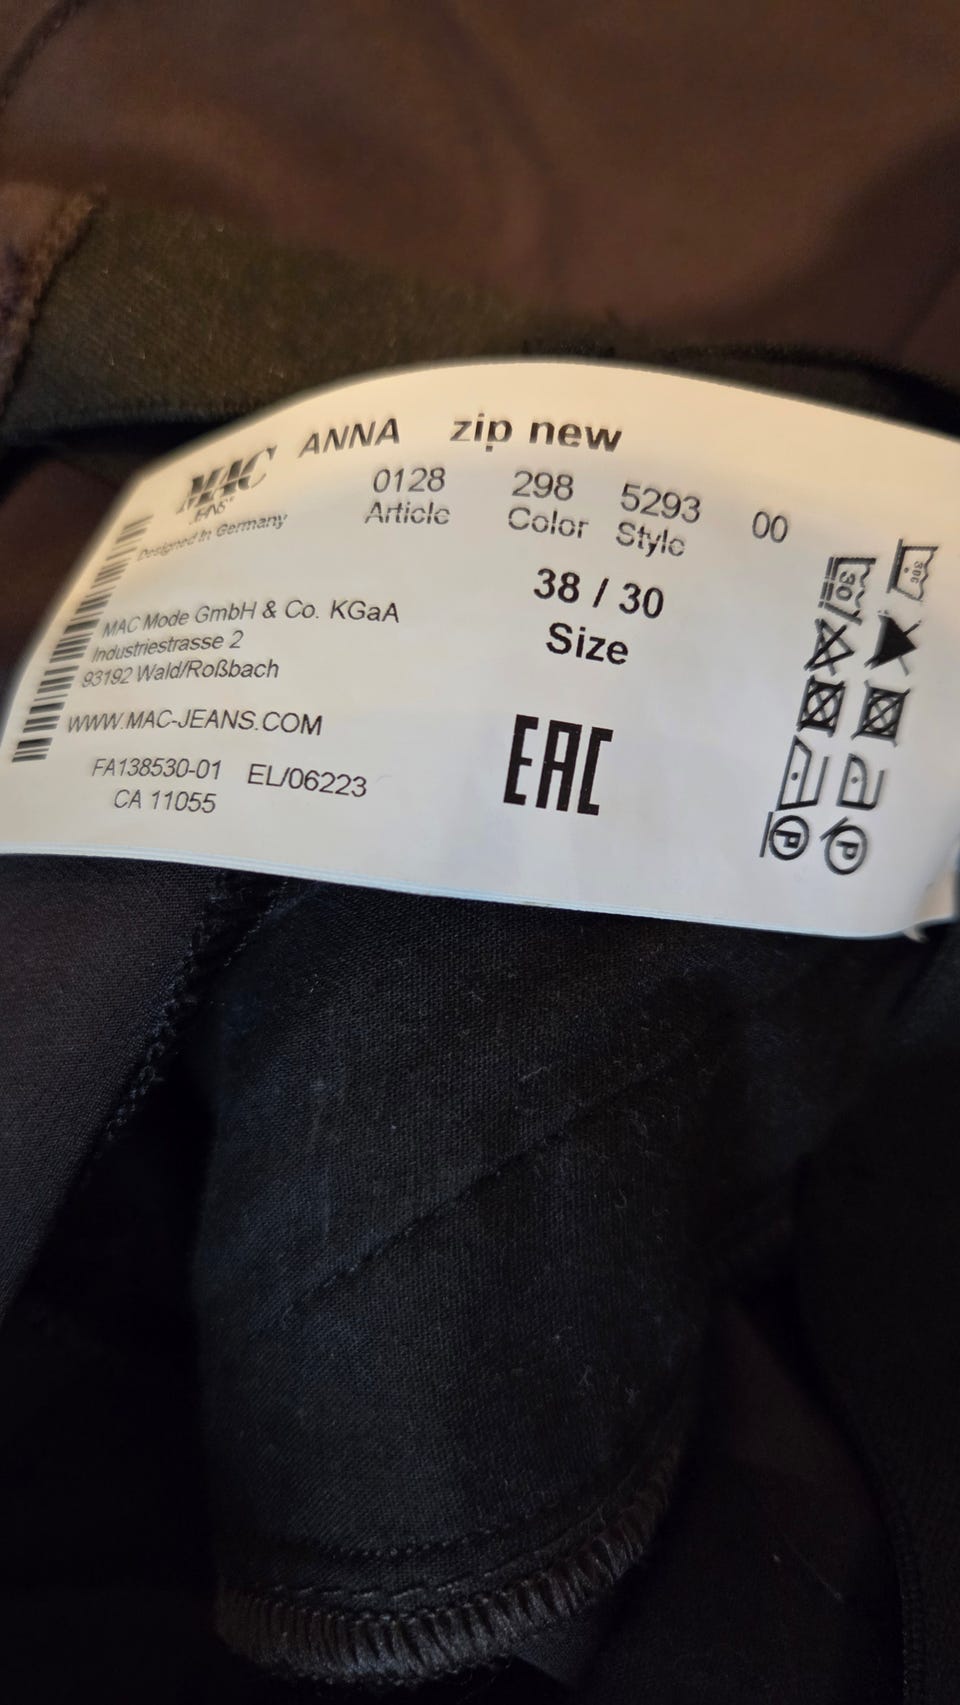 MAC ANNA zip new
JEANS
Designed in Germany
0128 298 5293 00
Article Color Style
38 / 30
Size
MAC Mode GmbH & Co. KGaA
Industriestrasse 2
93192 Wald/Roßbach
WWW.MAC-JEANS.COM
FA138530-01 EL/06223
CA 11055
EAC
30
P P